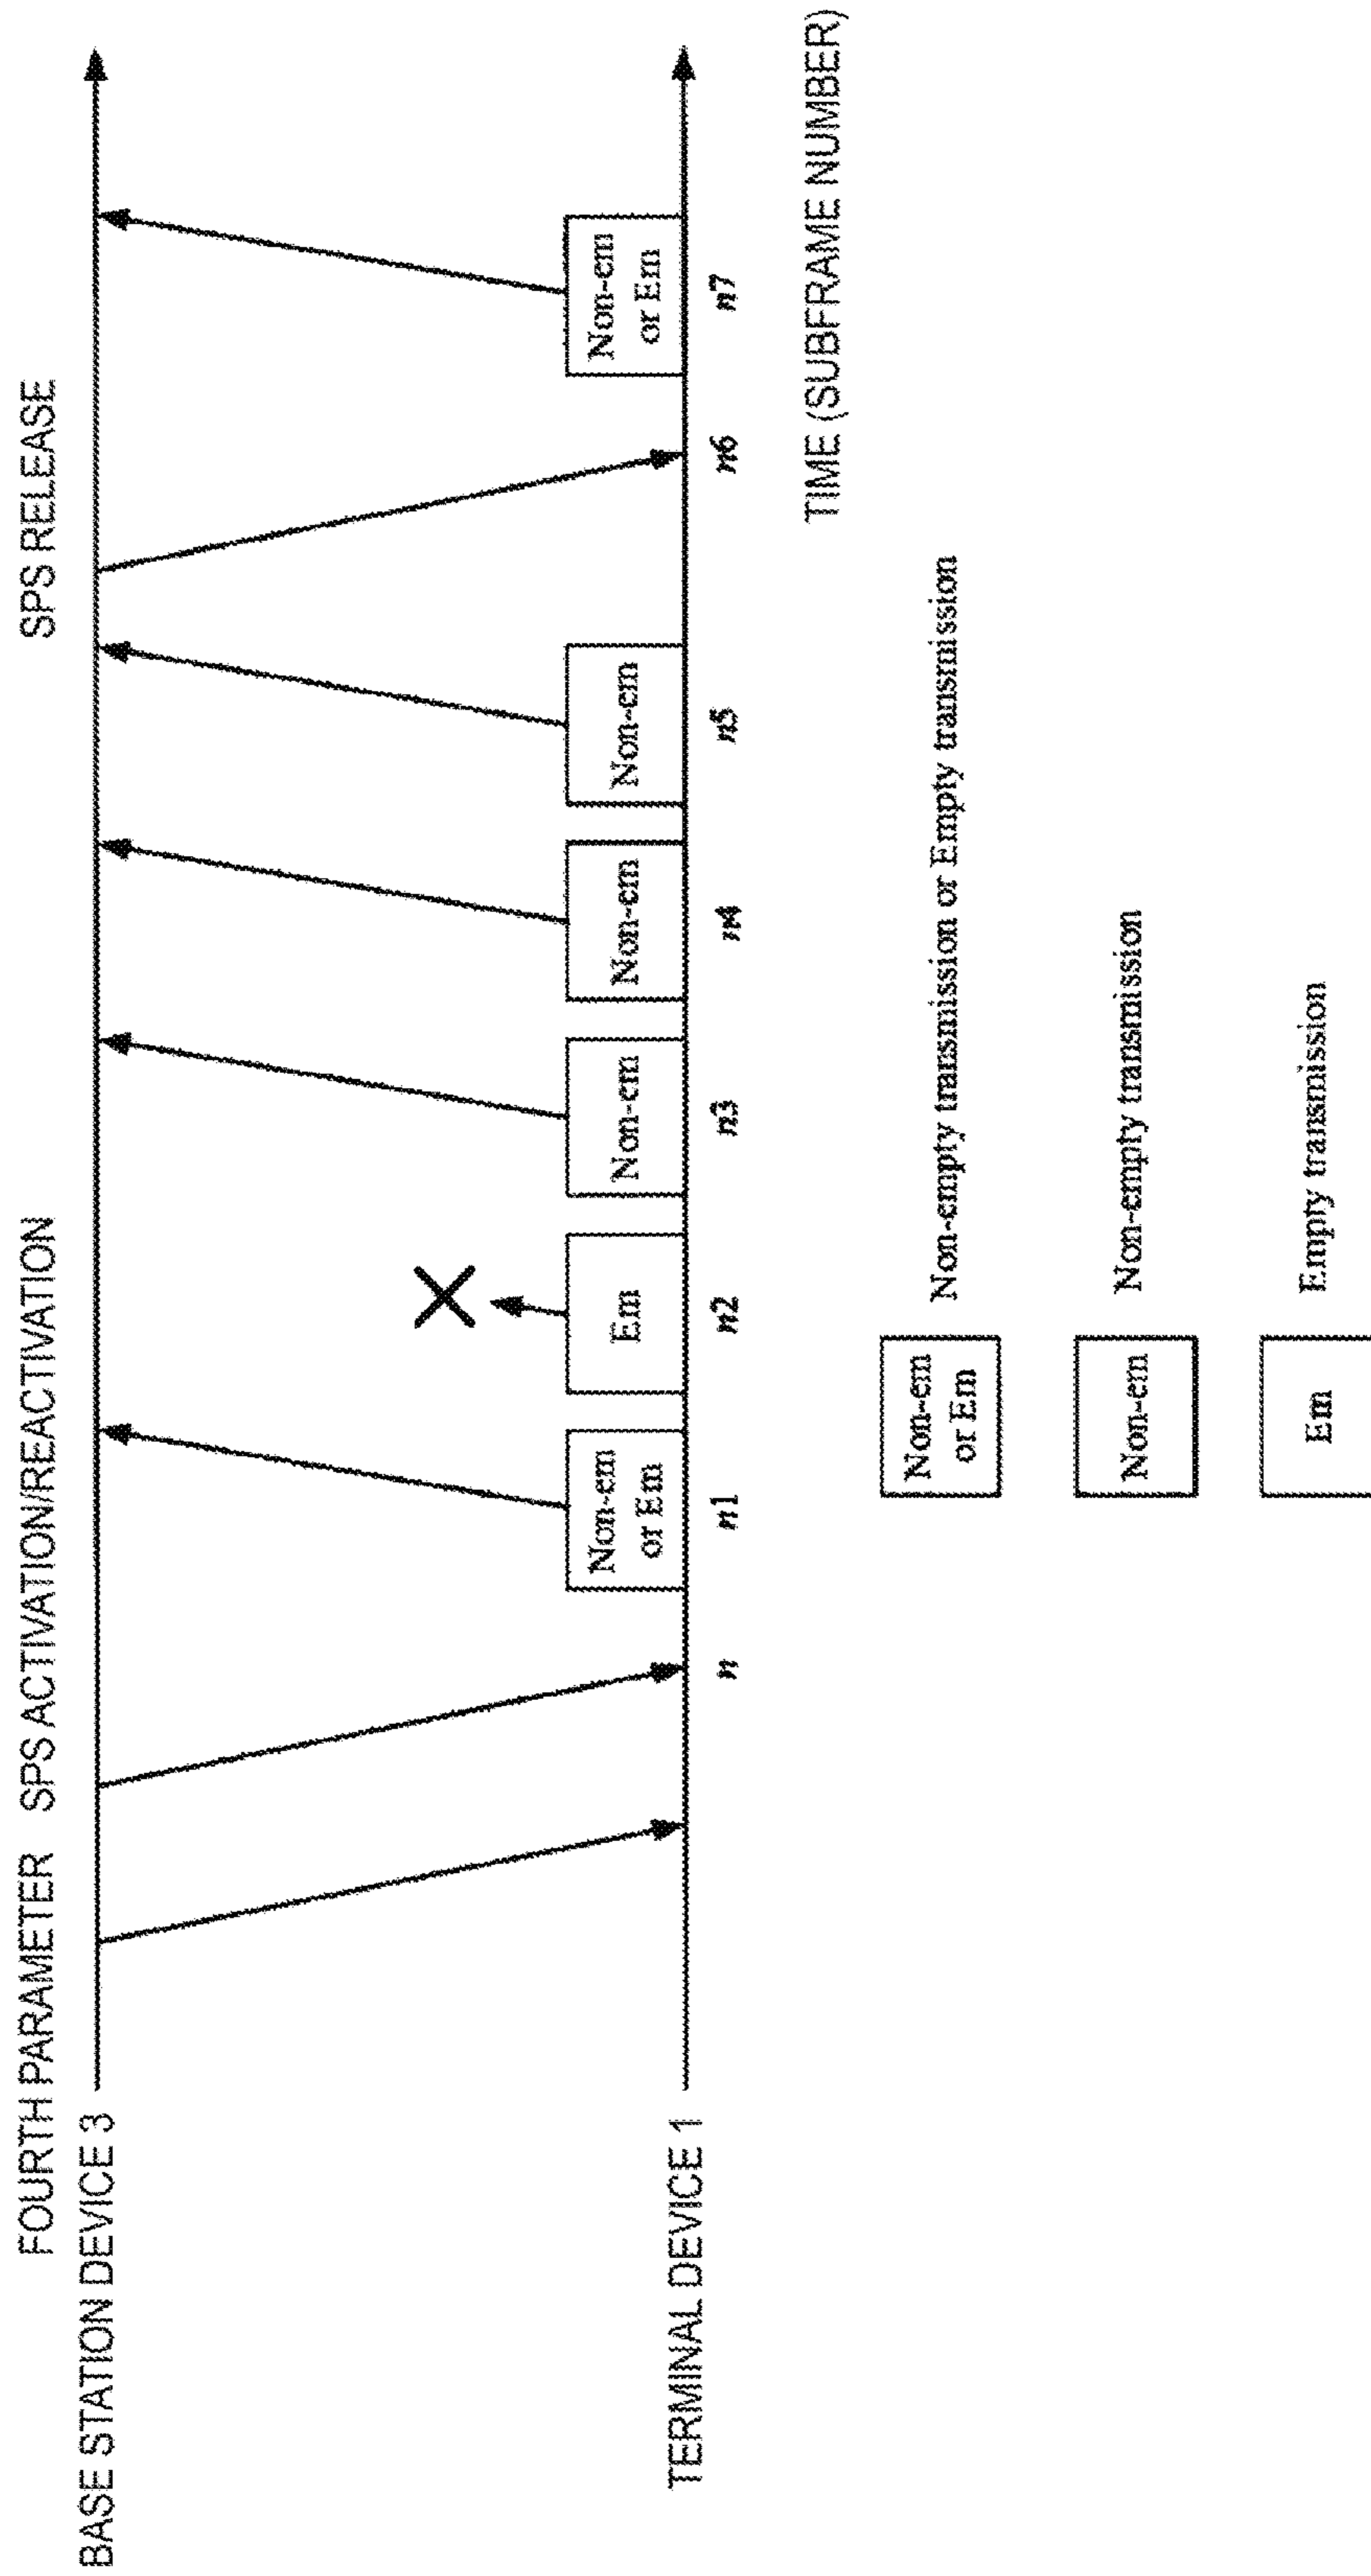 FOURTH PARAMETER SPS ACTIVATION/REACTIVATION SPS RELEASE
BASE STATION DEVICE 3
Non-em
or Em
Em
Non-em
Non-em
Non-em
Non-em
or Em
TERMINAL DEVICE 1
n n1 n2 n3 n4 n5 n6 n7
TIME (SUBFRAME NUMBER)
Non-em
or Em
Non-empty transmission or Empty transmission
Non-em
Non-empty transmission
Em
Empty transmission